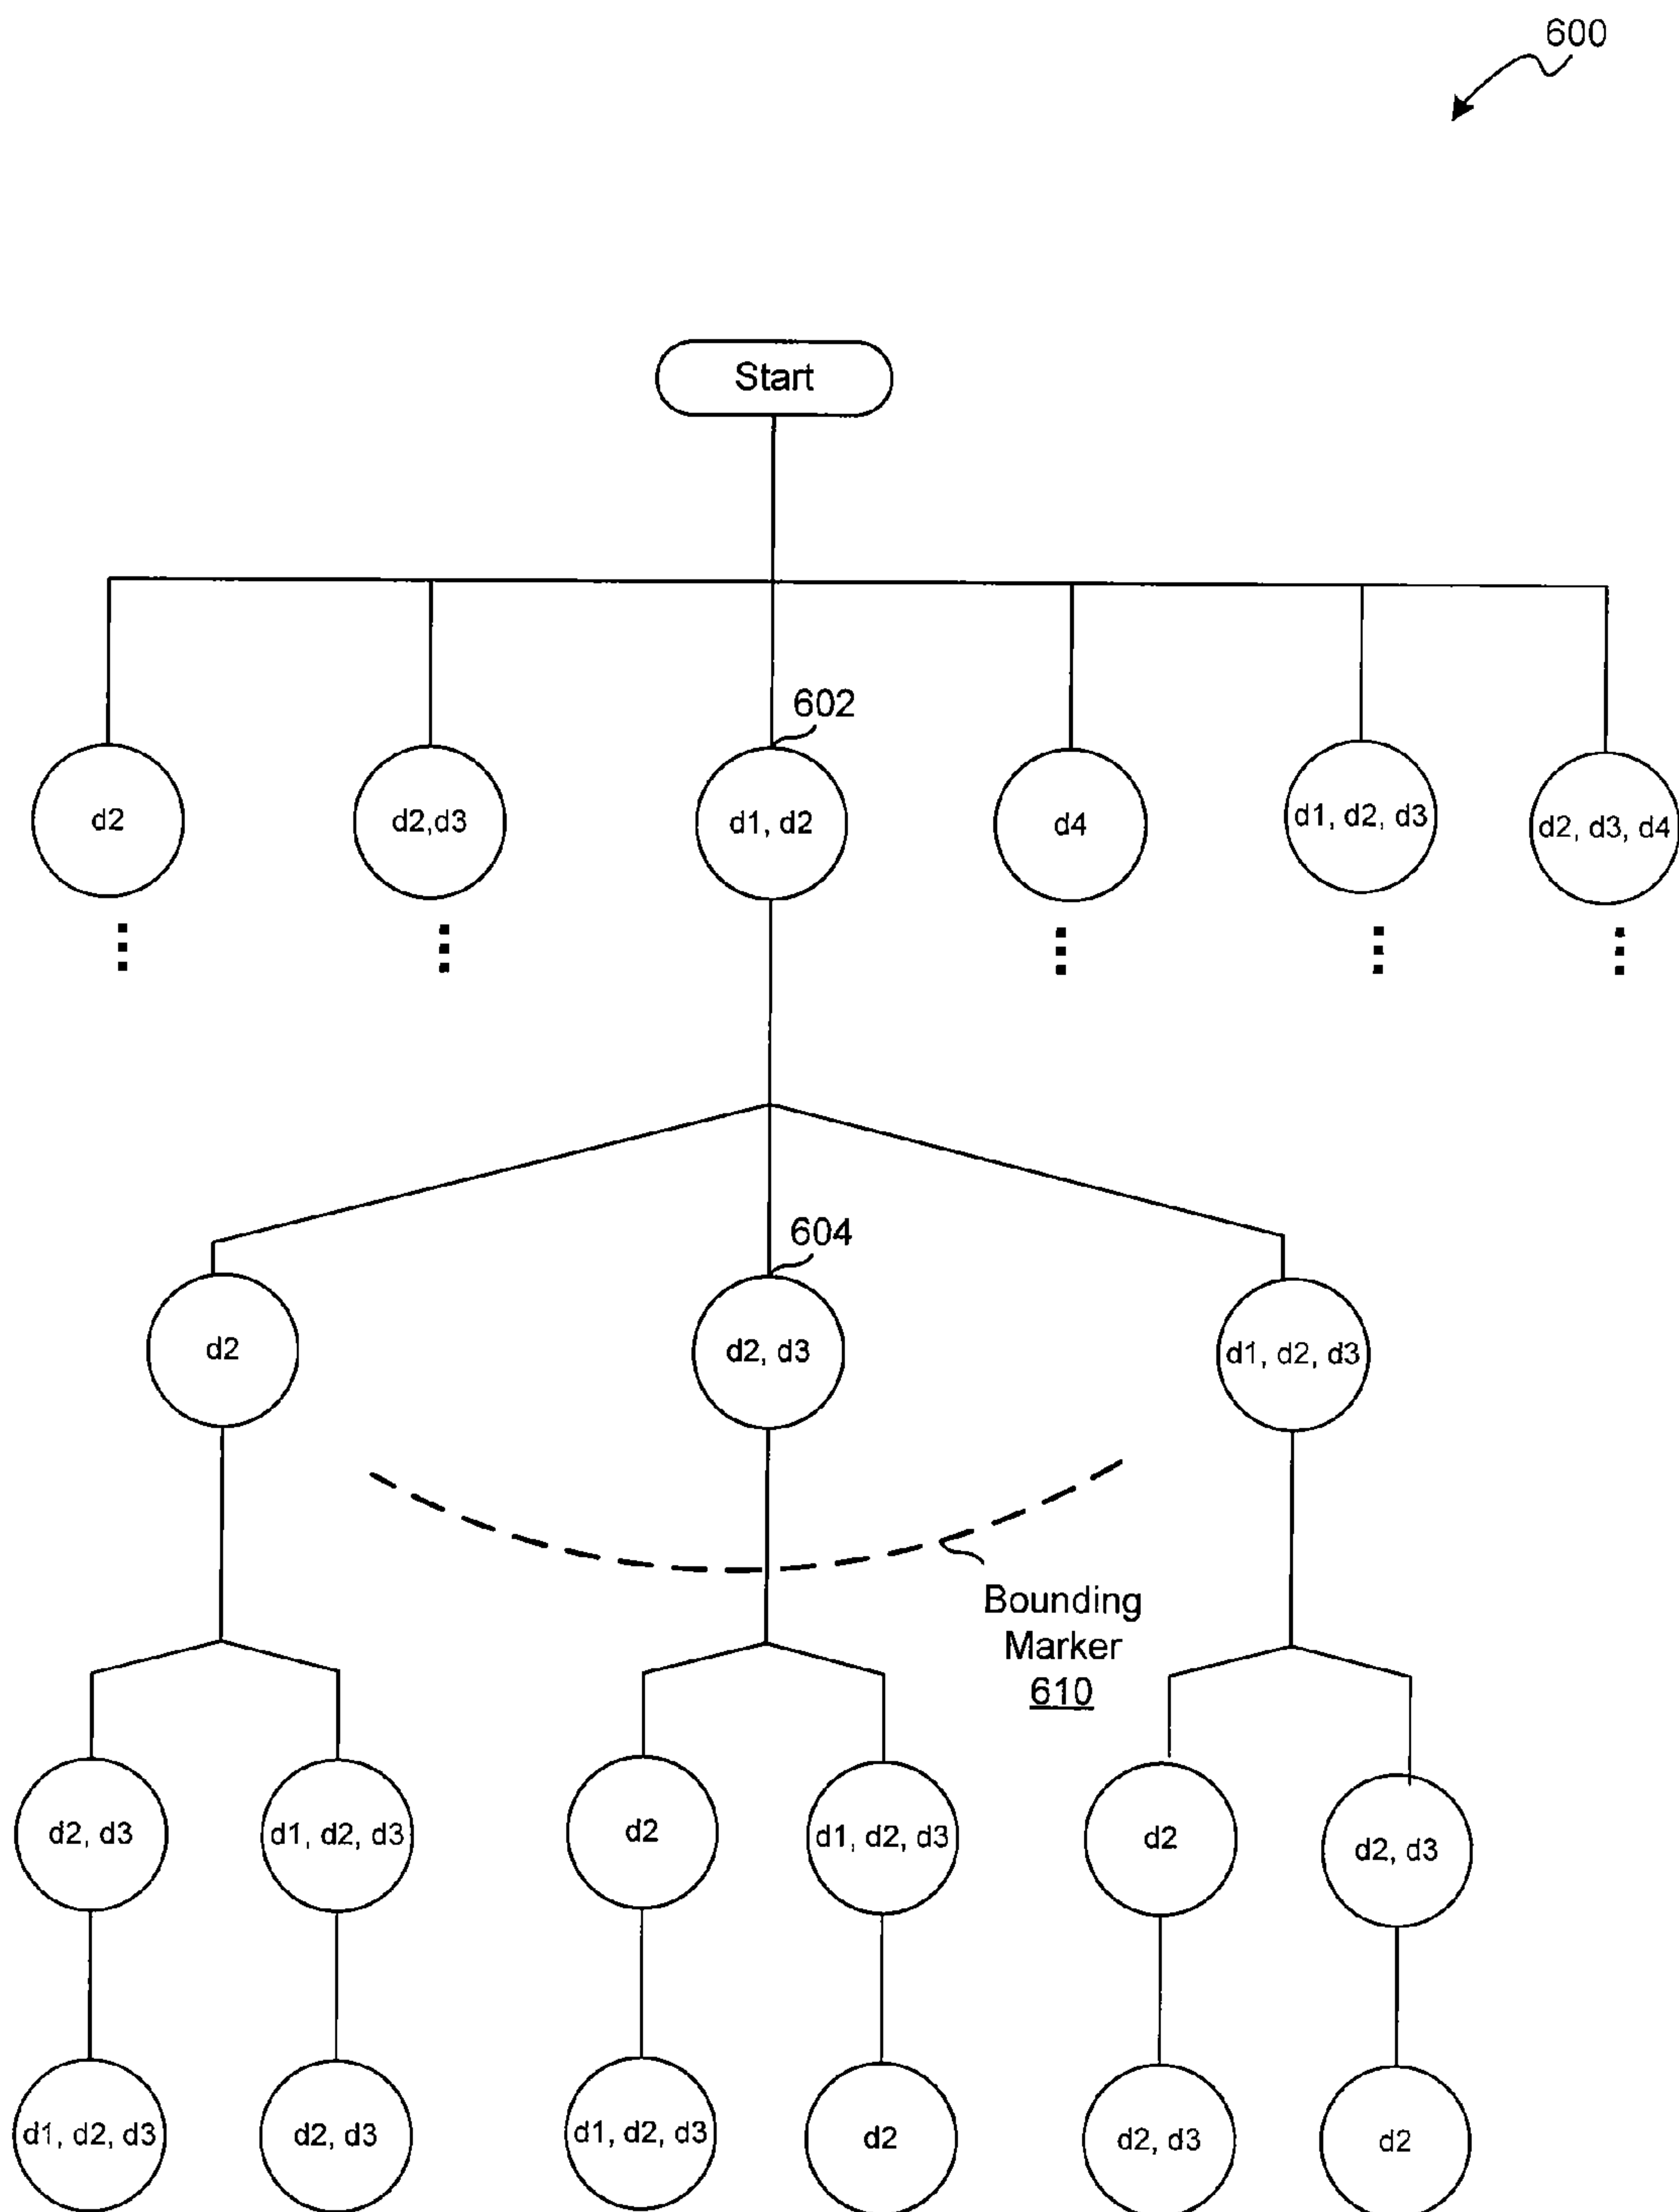 600
Start
602
d2
d2,d3
d1, d2
d4
d1, d2, d3
d2, d3, d4
604
d2
d2, d3
d1, d2, d3
Bounding
Marker
610
d2, d3
d1, d2, d3
d2
d1, d2, d3
d2
d2, d3
d1, d2, d3
d2, d3
d1, d2, d3
d2
d2, d3
d2